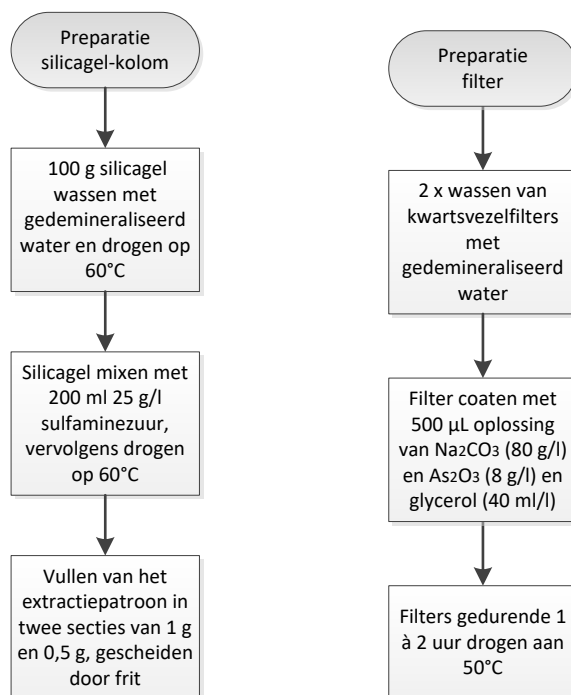 Preparatie
silicagel-kolom
100 g silicagel
wassen met
gedemineraliseerd
water en drogen op
60°C
Silicagel mixen met
200 ml 25 g/l
sulfaminezuur,
vervolgens drogen
op 60°C
Vullen van het
extractiepatroon in
twee secties van 1 g
en 0,5 g, gescheiden
door frit
Preparatie
filter
2 x wassen van
kwartsvezelfilters
met
gedemineraliseerd
water
Filter coaten met
500 µL oplossing
van Na2CO3 (80 g/l)
en As2O3 (8 g/l) en
glycerol (40 ml/l)
Filters gedurende 1
à 2 uur drogen aan
50°C